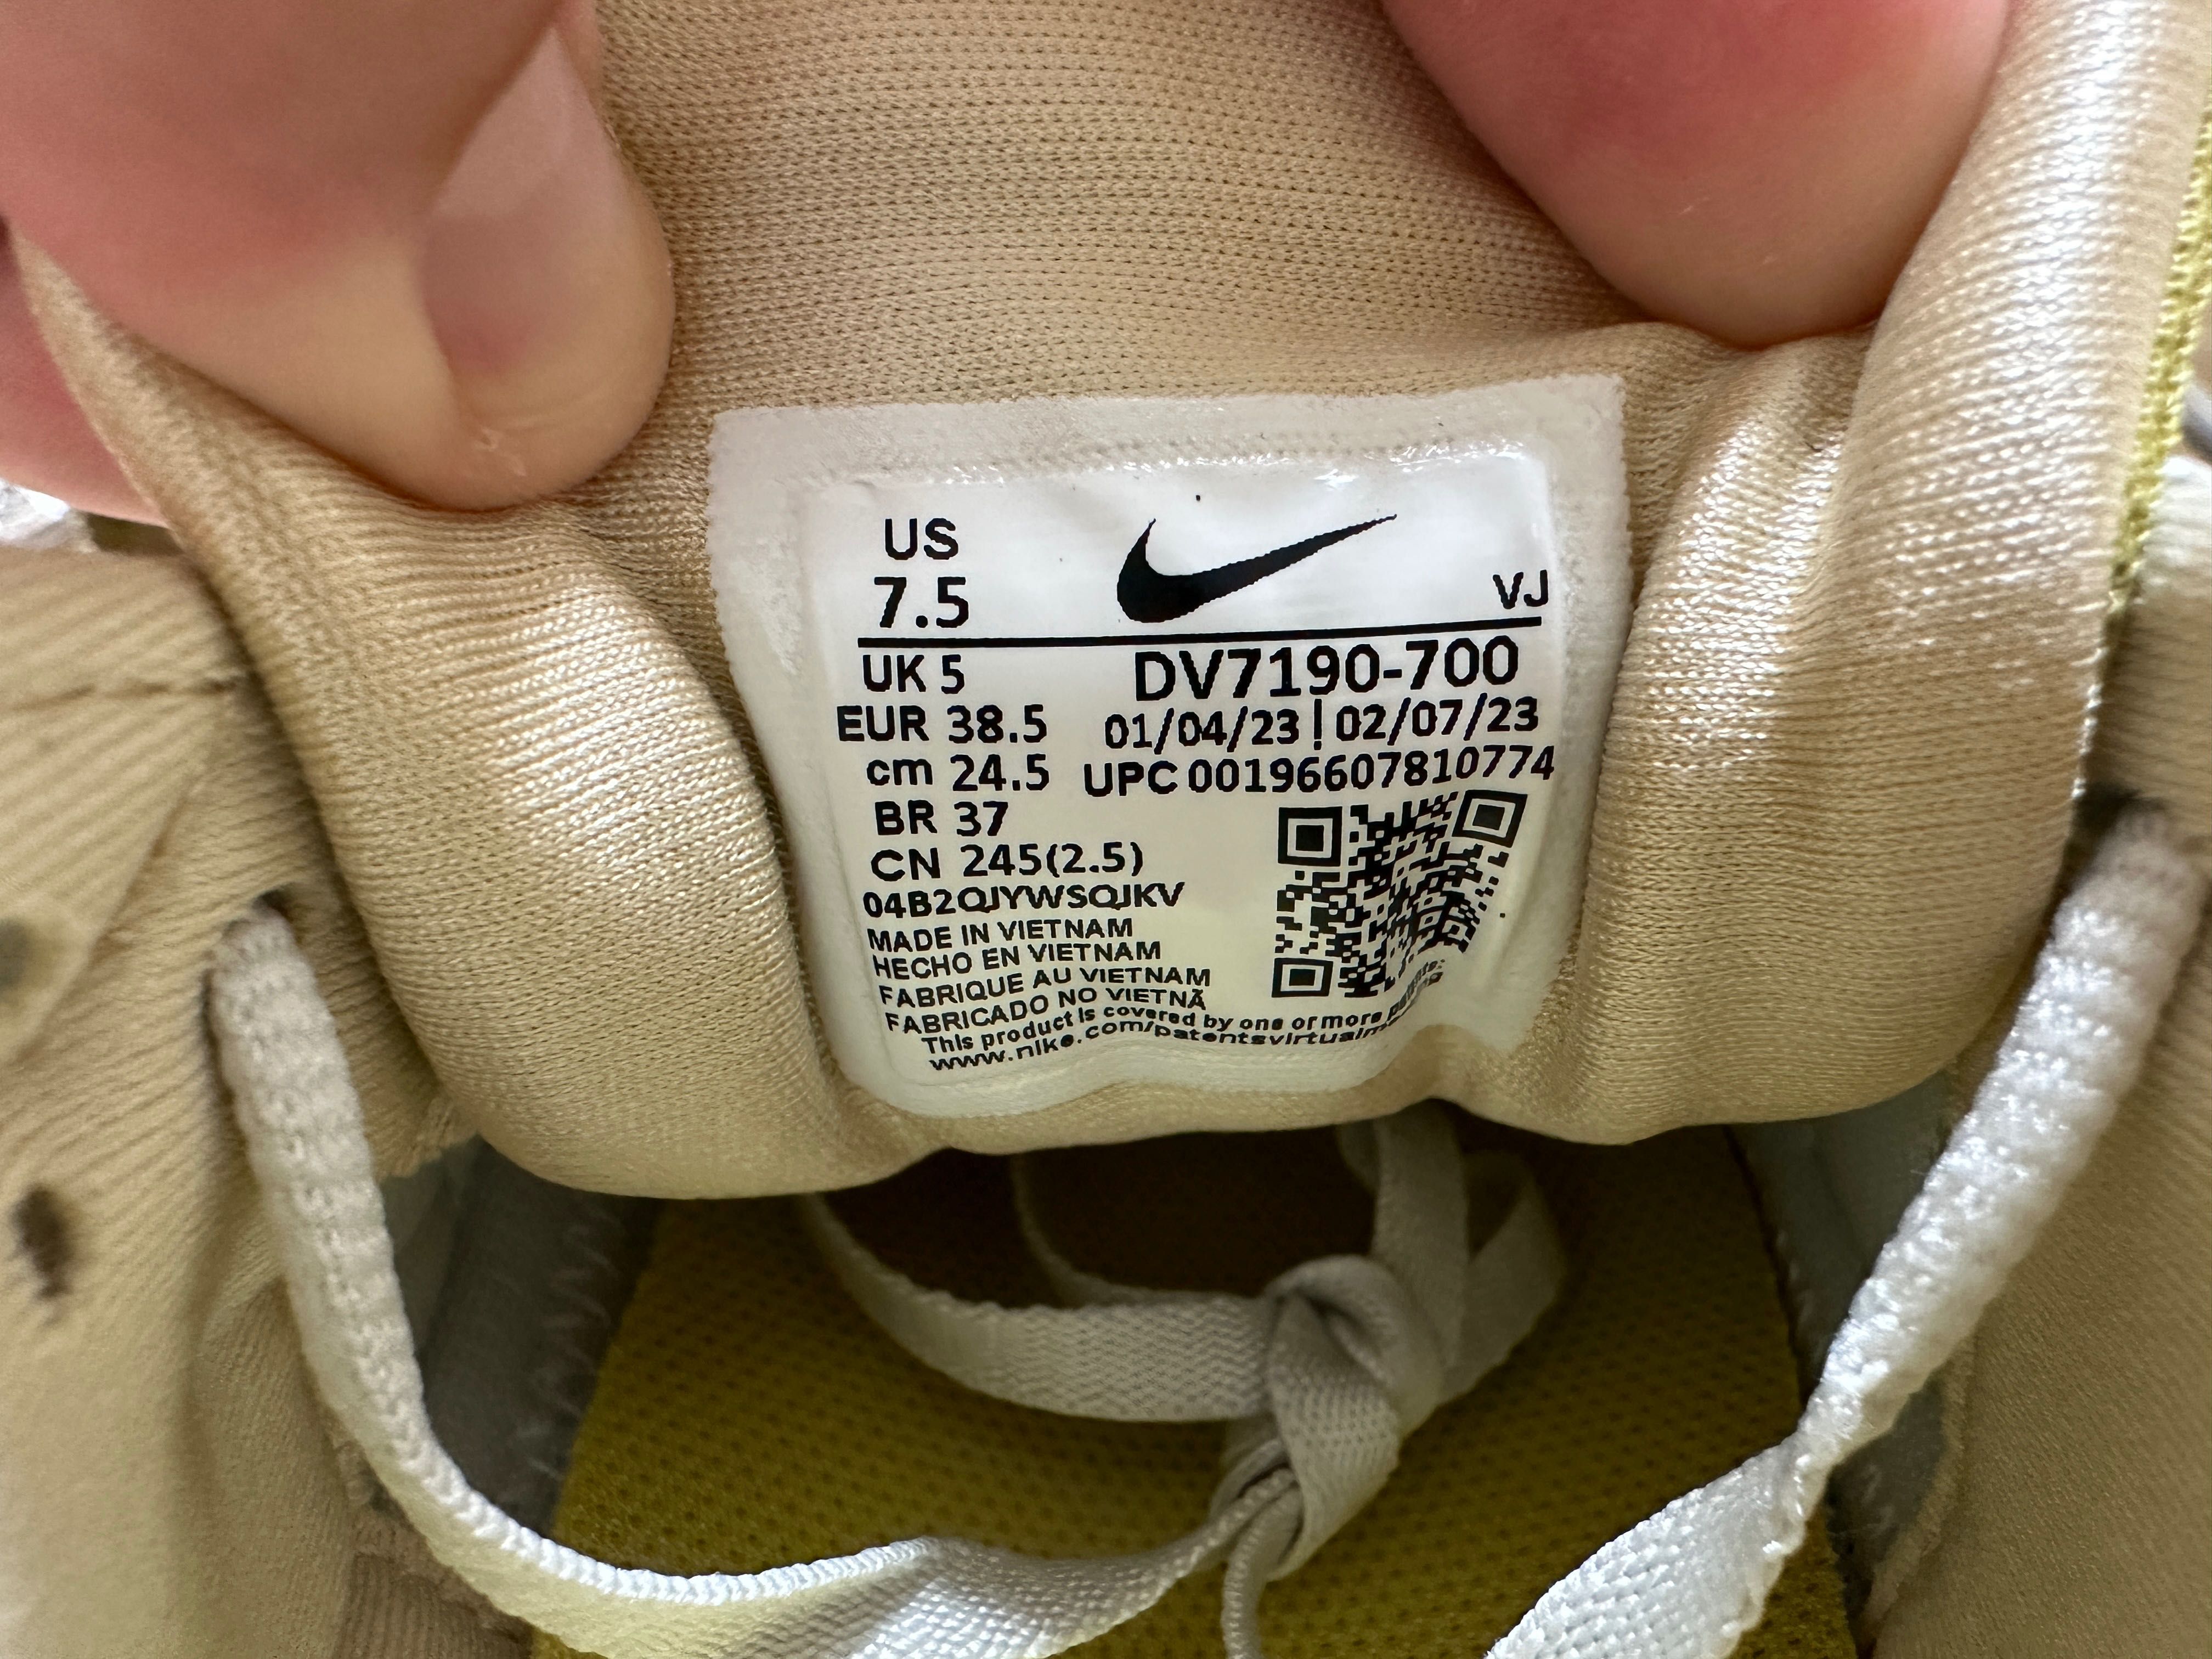 US
7.5
VJ
UK 5
DV7190-700
EUR 38.5
01/04/23 | 02/07/23
cm 24.5
UPC 00196607810774
BR 37
CN 245(2.5)
04B2QJYWSQJKV
MADE IN VIETNAM
HECHO EN VIETNAM
FABRIQUE AU VIETNAM
FABRICADO NO VIETNÃ
This product is covered by one or more patents:
www.nike.com/patentsvirtualmarking